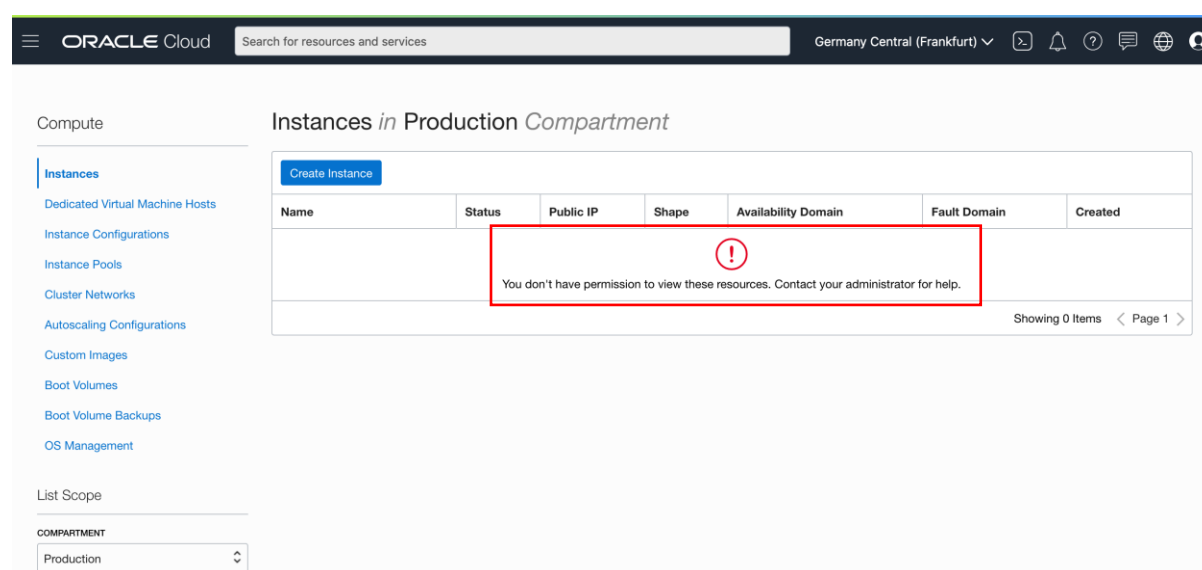 ORACLE Cloud
Search for resources and services
Germany Central (Frankfurt)
Compute
Instances
Dedicated Virtual Machine Hosts
Instance Configurations
Instance Pools
Cluster Networks
Autoscaling Configurations
Custom Images
Boot Volumes
Boot Volume Backups
OS Management
List Scope
COMPARTMENT
Production
Instances in Production Compartment
Create Instance
Name Status Public IP Shape Availability Domain Fault Domain Created
You don't have permission to view these resources. Contact your administrator for help.
Showing 0 Items < Page 1 >